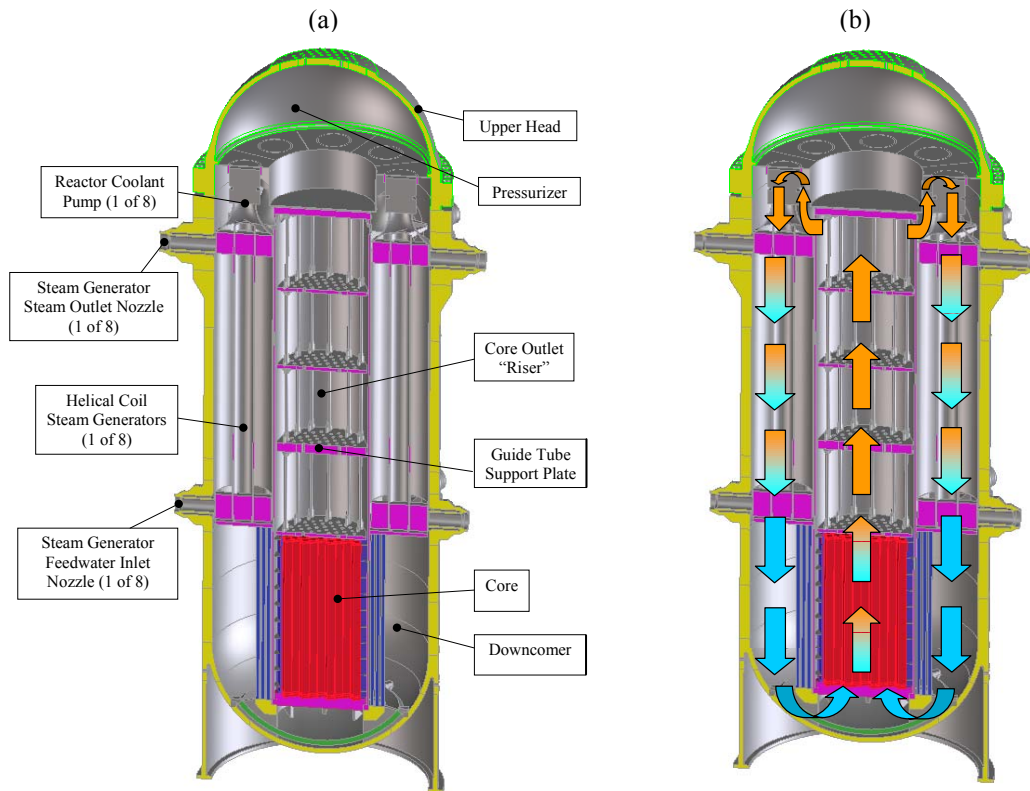 (a)
(b)
Upper Head
Pressurizer
Reactor Coolant
Pump (1 of 8)
Steam Generator
Steam Outlet Nozzle
(1 of 8)
Core Outlet
“Riser”
Helical Coil
Steam Generators
(1 of 8)
Guide Tube
Support Plate
Steam Generator
Feedwater Inlet
Nozzle (1 of 8)
Core
Downcomer